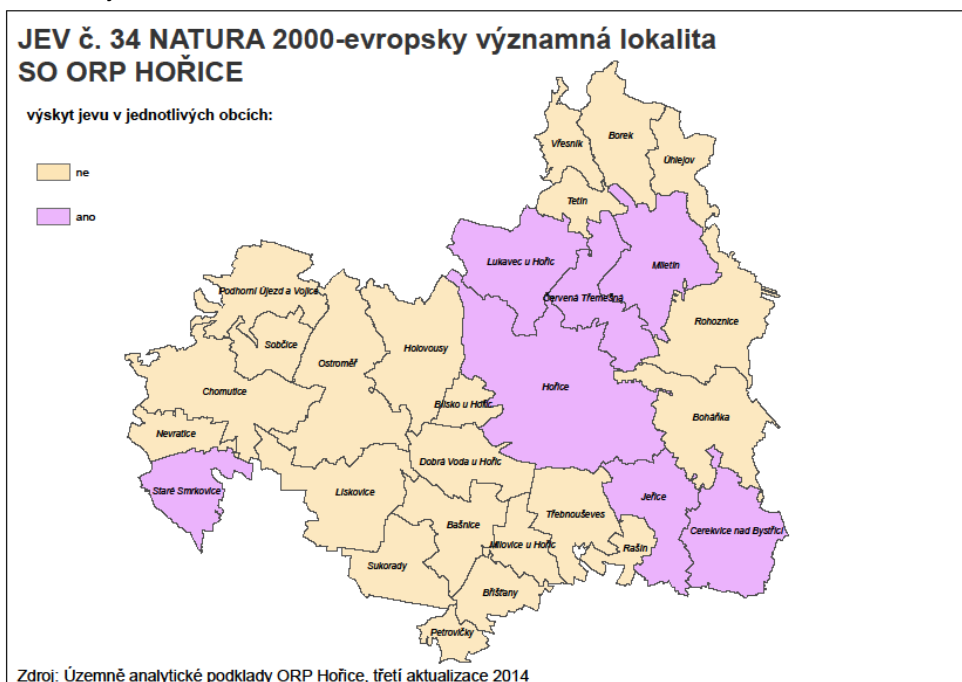 JEV č. 34 NATURA 2000-evropsky významná lokalita
SO ORP HOŘICE
výskyt jevu v jednotlivých obcích:
ne
ano
Vřesník
Borek
Úhlejov
Tetín
Lukavec u Hořic
Miletín
Červená Třemešná
Podhorní Újezd a Vojice
Rohoznice
Sobčice
Ostroměř
Holovousy
Hořice
Chomutice
Bílsko u Hořic
Boháňka
Nevratice
Dobrá Voda u Hořic
Staré Smrkovice
Lískovice
Jeřice
Třebnouševes
Bašnice
Cerekvice nad Bystřicí
Milovice u Hořic
Rašín
Sukorady
Bříšťany
Petrovičky
Zdroj: Územně analytické podklady ORP Hořice, třetí aktualizace 2014